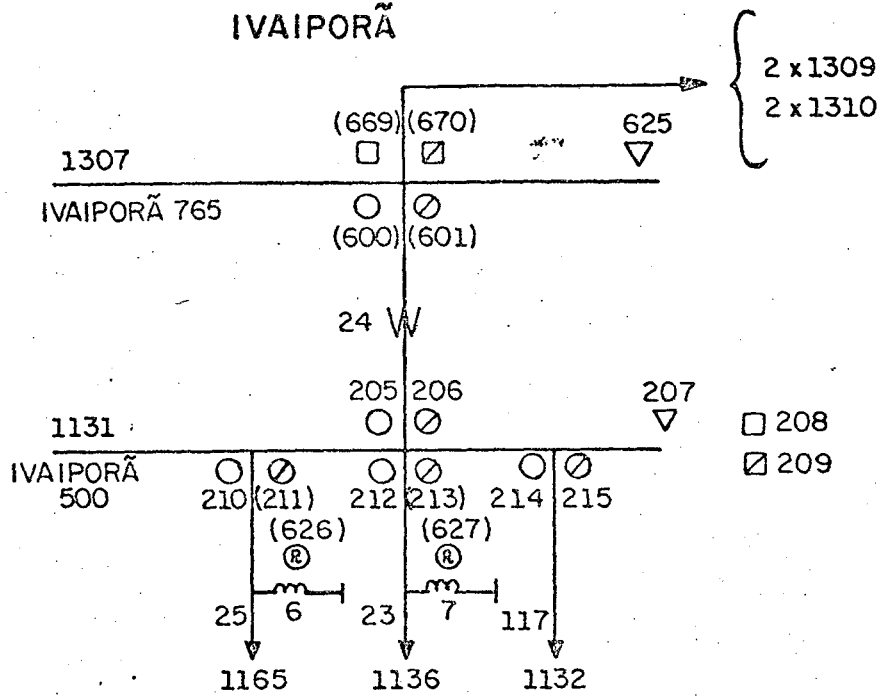 IVAIPORÃ
2 x 1309
2 x 1310
(669) (670)
625
1307
IVAIPORÃ 765
(600) (601)
24
205 206
207
1131
208
IVAIPORÃ
500
209
210 (211) 212 (213) 214 215
(626) (627)
R R
6 7
25 23 117
1165 1136 1132